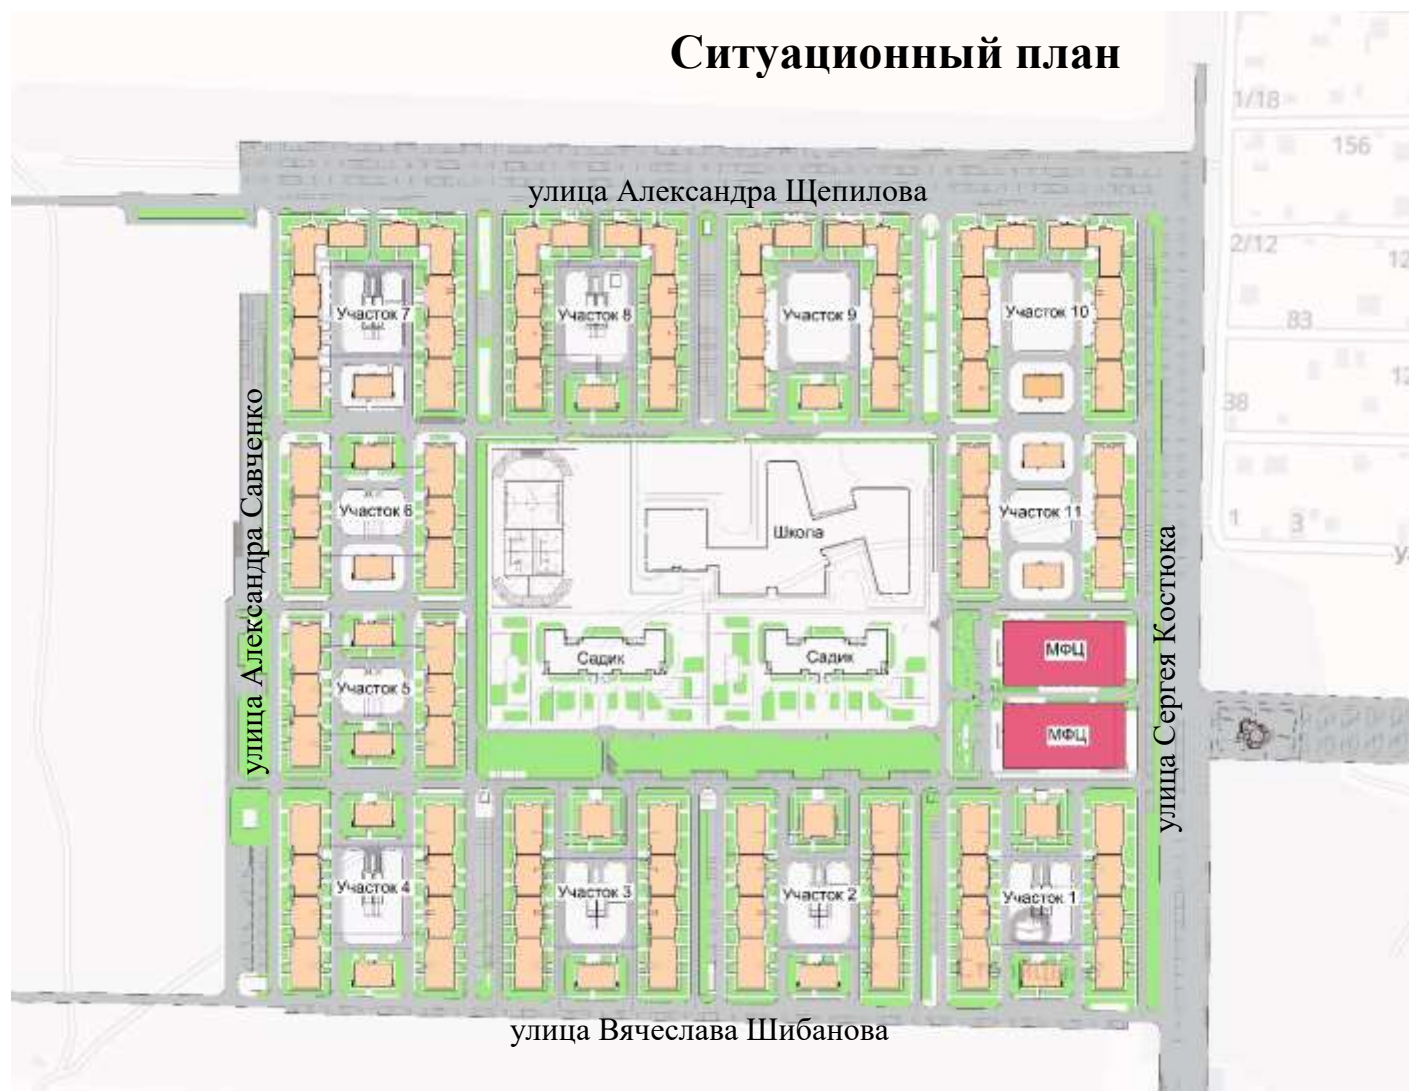 Ситуационный план
1/18
156
улица Александра Щепилова
2/12
12
83
Участок 7
Участок 8
Участок 9
Участок 10
12
38
улица Александра Савченко
Участок 6
Школа
Участок 11
1
3
улица Сергея Костюка
Садик
Садик
МФЦ
Участок 5
МФЦ
Участок 4
Участок 3
Участок 2
Участок 1
улица Вячеслава Шибанова